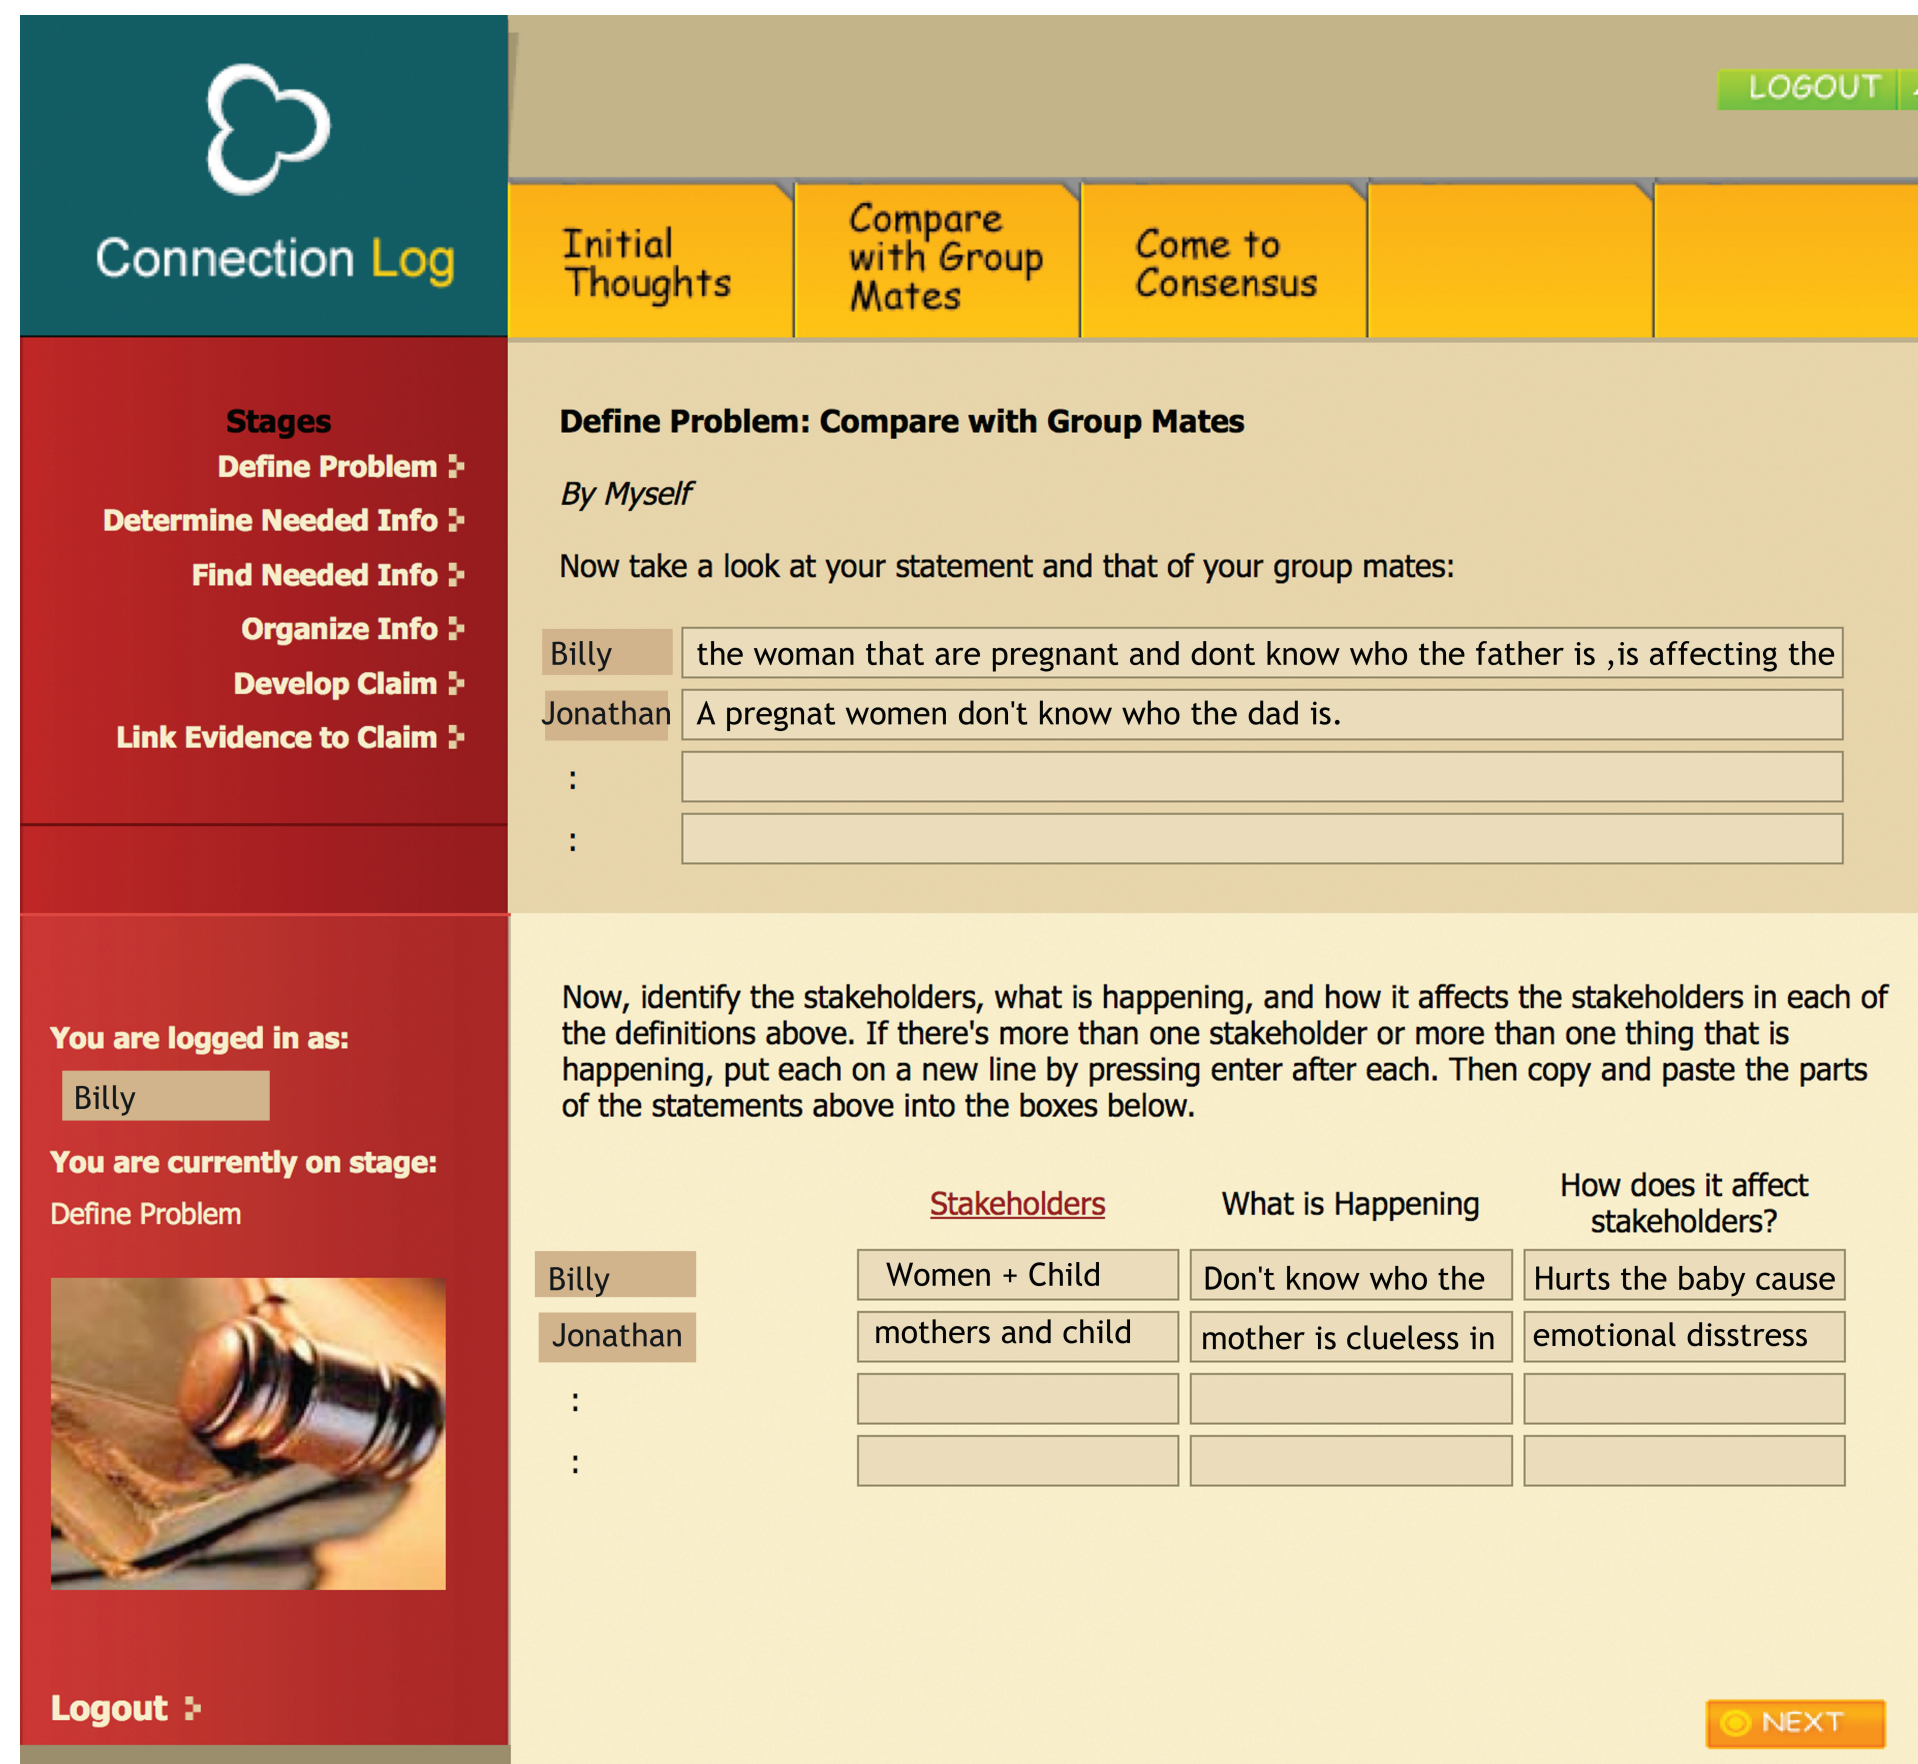 LOGOUT
Connection Log
Initial
Thoughts
Compare
with Group
Mates
Come to
Consensus
Stages
Define Problem
Determine Needed Info
Find Needed Info
Organize Info
Develop Claim
Link Evidence to Claim
Define Problem: Compare with Group Mates
By Myself
Now take a look at your statement and that of your group mates:
Billy the woman that are pregnant and dont know who the father is ,is affecting the
Jonathan A pregnat women don't know who the dad is.
:
:
You are logged in as:
Billy
You are currently on stage:
Define Problem
Logout
Now, identify the stakeholders, what is happening, and how it affects the stakeholders in each of
the definitions above. If there's more than one stakeholder or more than one thing that is
happening, put each on a new line by pressing enter after each. Then copy and paste the parts
of the statements above into the boxes below.
Stakeholders What is Happening How does it affect
stakeholders?
Billy Women + Child Don't know who the Hurts the baby cause
Jonathan mothers and child mother is clueless in emotional disstress
:
:
NEXT